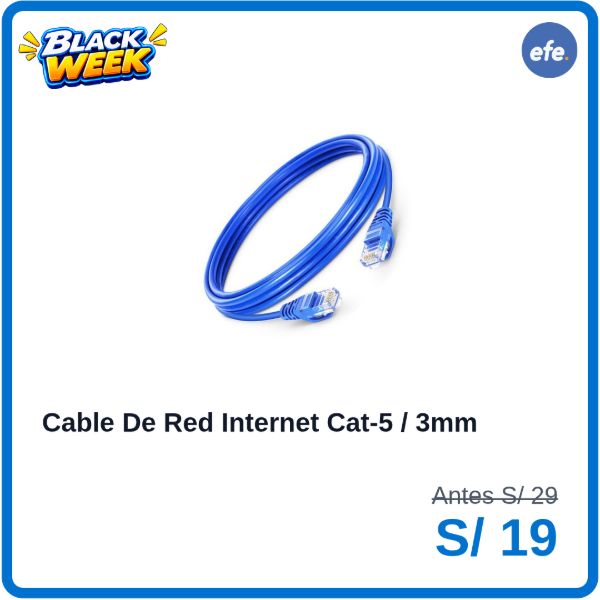 BLACK
WEEK
efe.
Cable De Red Internet Cat-5 / 3mm
Antes S/ 29
S/ 19